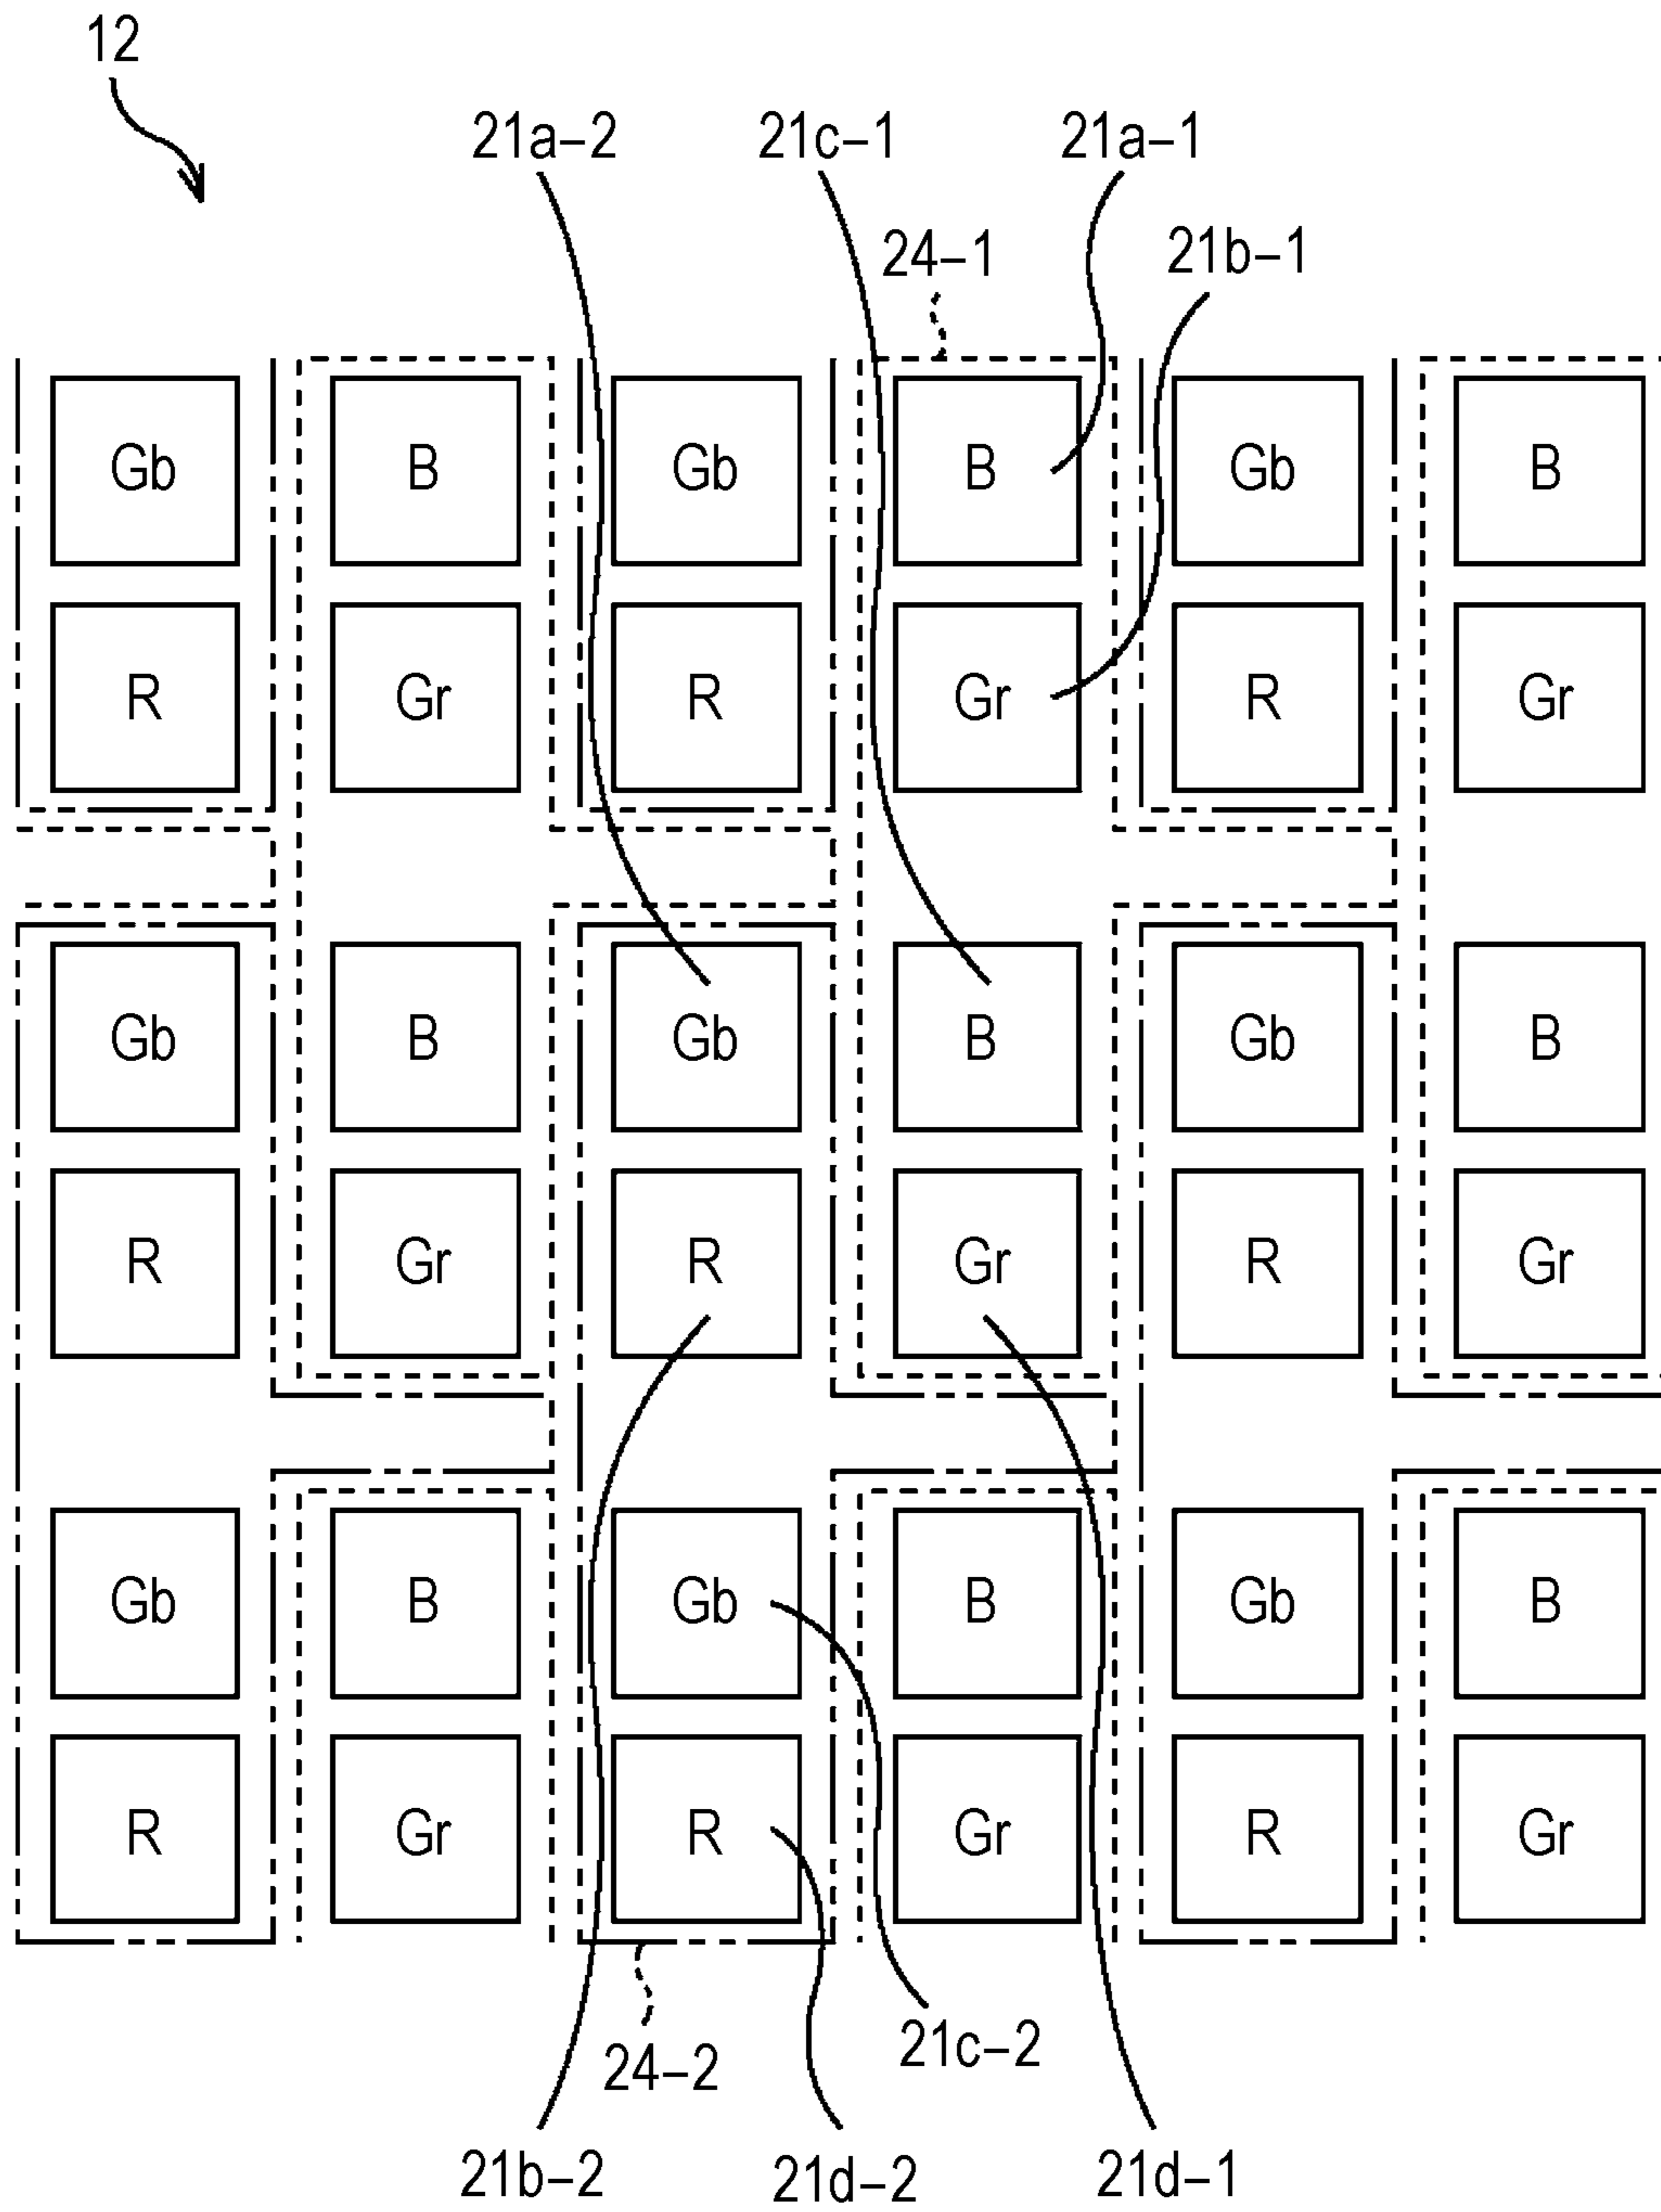 12
21a-2 21c-1 21a-1
24-1 21b-1
Gb B Gb B Gb B
R Gr R Gr R Gr
Gb B Gb B Gb B
R Gr R Gr R Gr
Gb B Gb B Gb B
R Gr R Gr R Gr
24-2 21c-2
21b-2 21d-2 21d-1